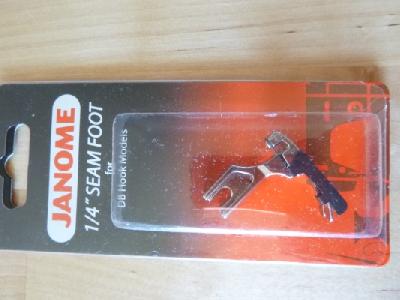 JANOME
1/4" SEAM FOOT
for
DB Hook Models